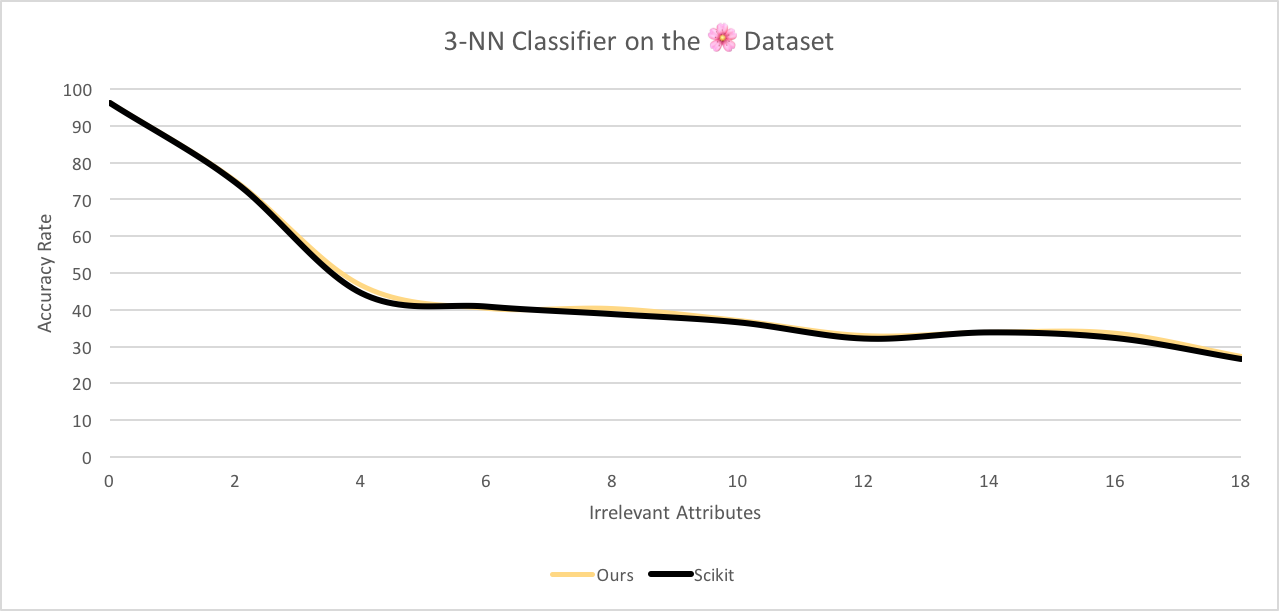 3-NN Classifier on the 🌸 Dataset
Accuracy Rate
100
90
80
70
60
50
40
30
20
10
0
0 2 4 6 8 10 12 14 16 18
Irrelevant Attributes
Ours Scikit